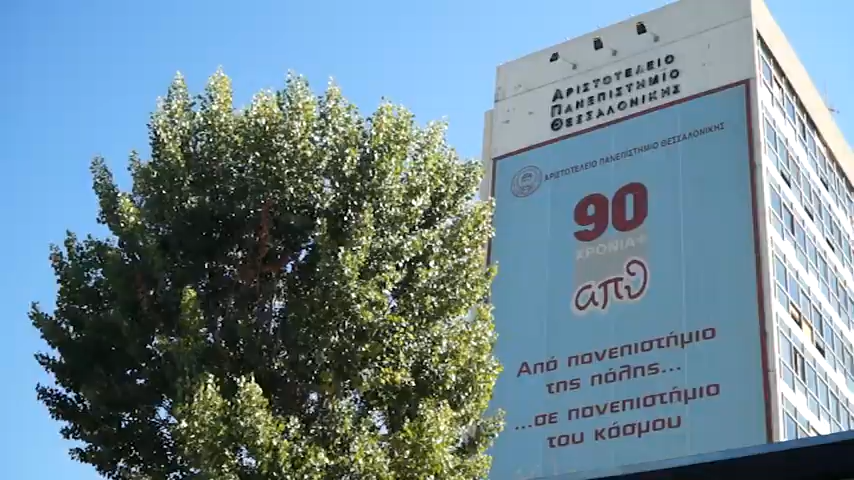 ΑΡΙΣΤΟΤΕΛΕΙΟ
ΠΑΝΕΠΙΣΤΗΜΙΟ
ΘΕΣΣΑΛΟΝΙΚΗΣ
ΑΡΙΣΤΟΤΕΛΕΙΟ ΠΑΝΕΠΙΣΤΗΜΙΟ ΘΕΣΣΑΛΟΝΙΚΗΣ
90
ΧΡΟΝΙΑ+
απθ
Από πανεπιστήμιο
της πόλης...
...σε πανεπιστήμιο
του κόσμου